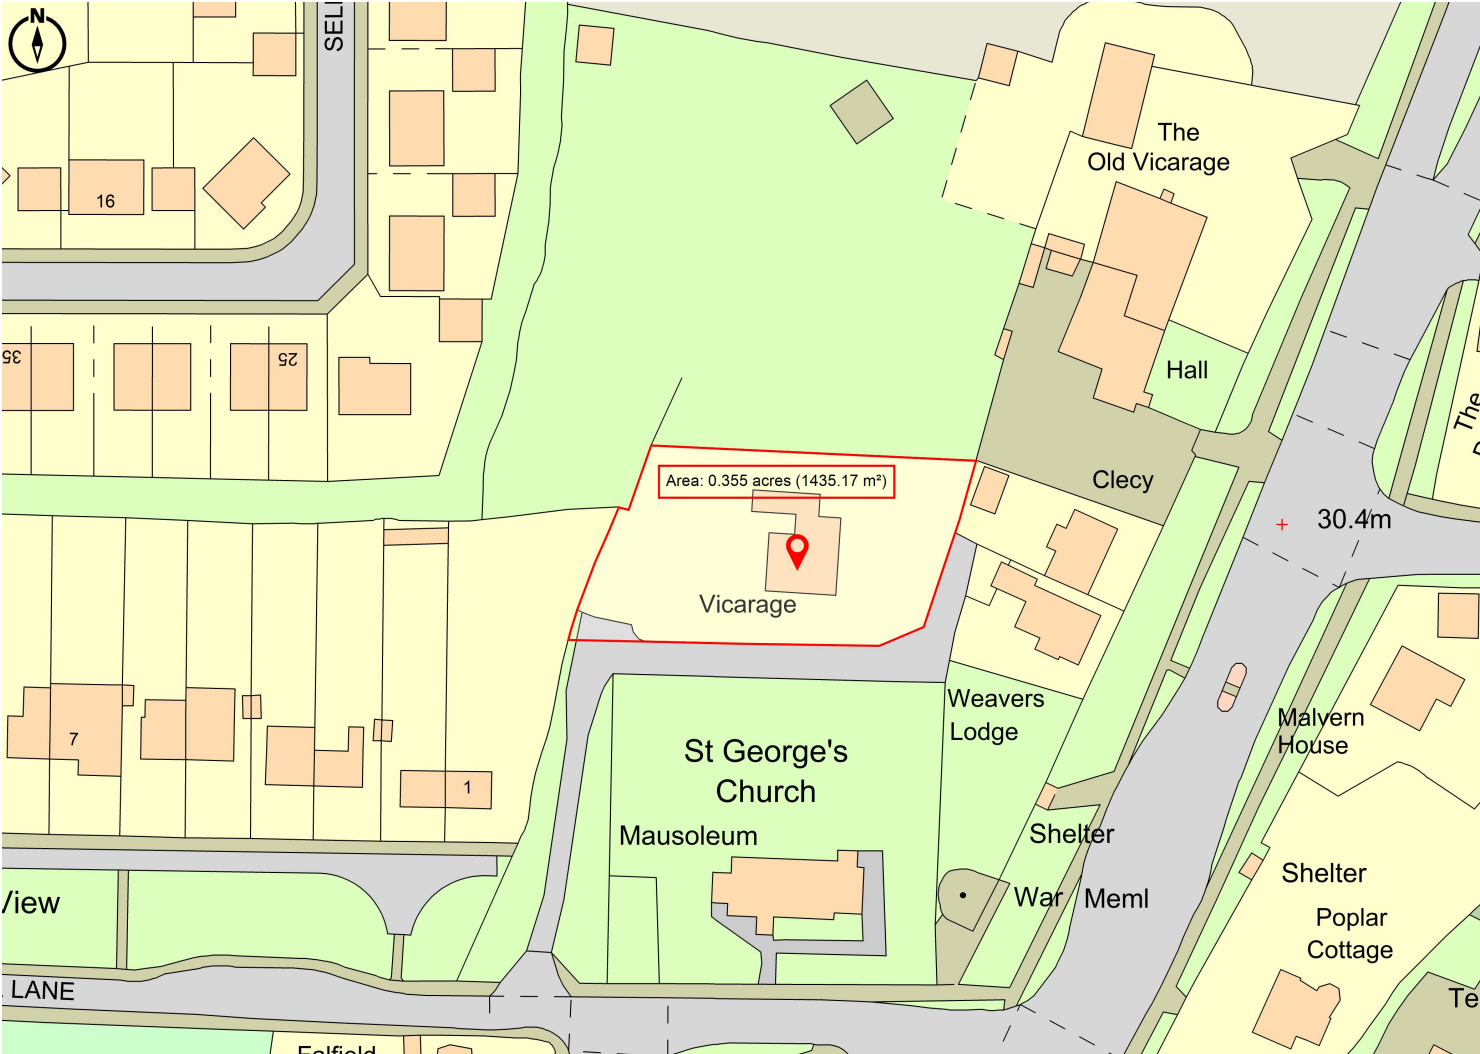 N
SEL
16
The
Old Vicarage
35
25
Hall
The
Clecy
Area: 0.355 acres (1435.17 m²)
30.4m
Vicarage
Weavers
Lodge
Malvern
House
7
1
St George's
Church
Mausoleum
Shelter
Shelter
View
War Meml
Poplar
Cottage
LANE
Te
Falfield